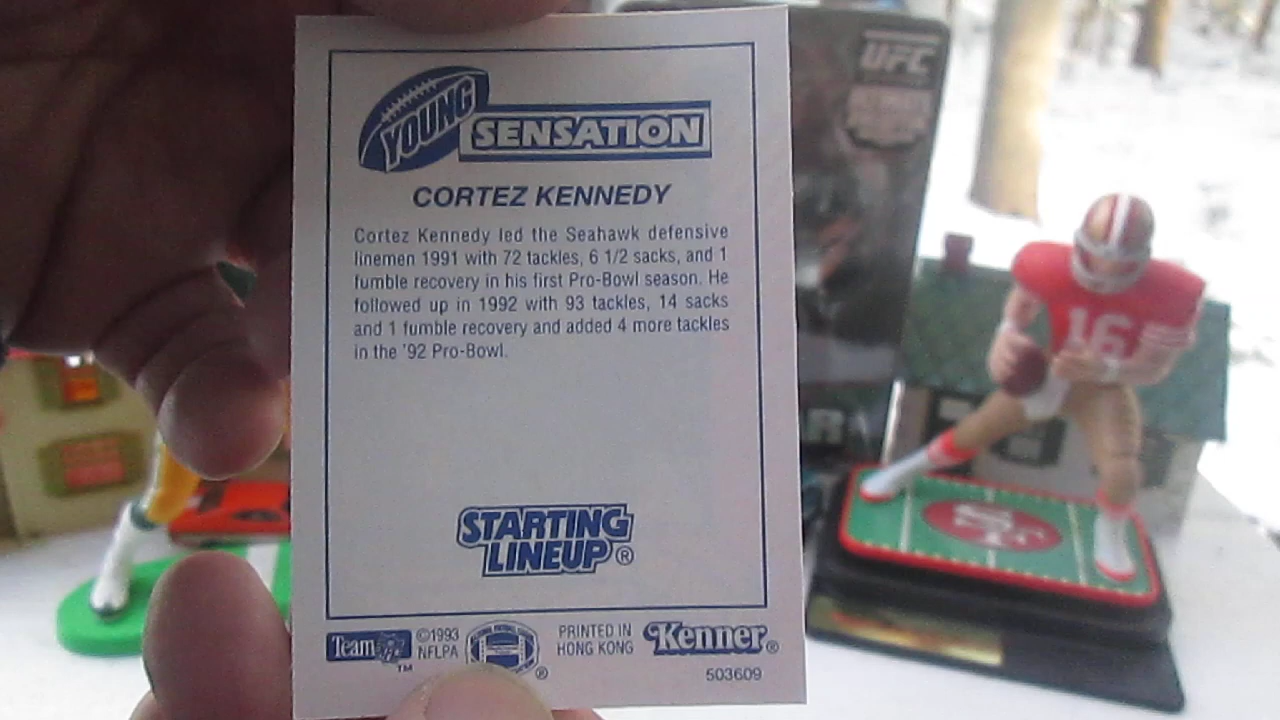 YOUNG
SENSATION
CORTEZ KENNEDY
Cortez Kennedy led the Seahawk defensive
linemen 1991 with 72 tackles, 6 1/2 sacks, and 1
fumble recovery in his first Pro-Bowl season. He
followed up in 1992 with 93 tackles, 14 sacks
and 1 fumble recovery and added 4 more tackles
in the '92 Pro-Bowl.
STARTING
LINEUP®
Team NFL ™
©1993
NFLPA
®
PRINTED IN
HONG KONG
Kenner®
503609
UFC
R
16
SF